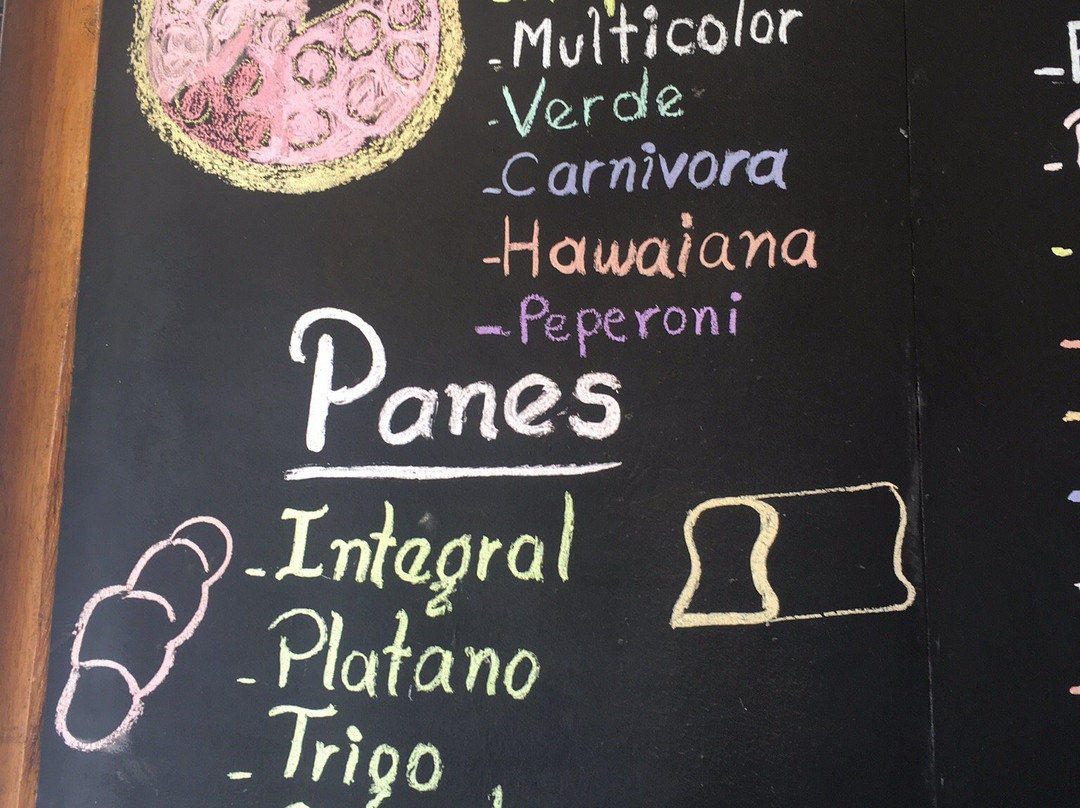 - Multicolor
- Verde
- Carnivora
- Hawaiana
- Peperoni
Panes
- Integral
- Platano
- Trigo